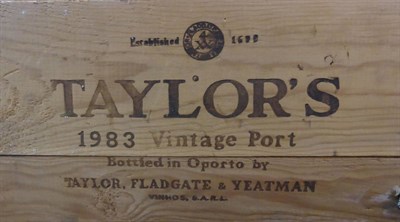 Established 1692
TAYLOR'S
1983 Vintage Port
Bottled in Oporto by
TAYLOR, FLADGATE & YEATMAN
VINHOS, S.A.R.L.